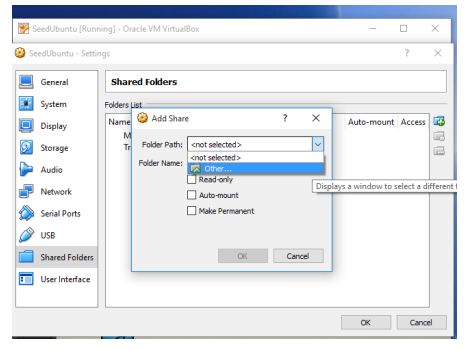 SeedUbuntu [Running] - Oracle VM VirtualBox
SeedUbuntu - Settings
General
System
Display
Storage
Audio
Network
Serial Ports
USB
Shared Folders
User Interface
Shared Folders
Folders List
Name
Auto-mount Access
M
Tr
Add Share
Folder Path: <not selected>
<not selected>
Other...
Folder Name:
Read-only
Auto-mount
Make Permanent
Displays a window to select a different f
OK Cancel
OK Cancel